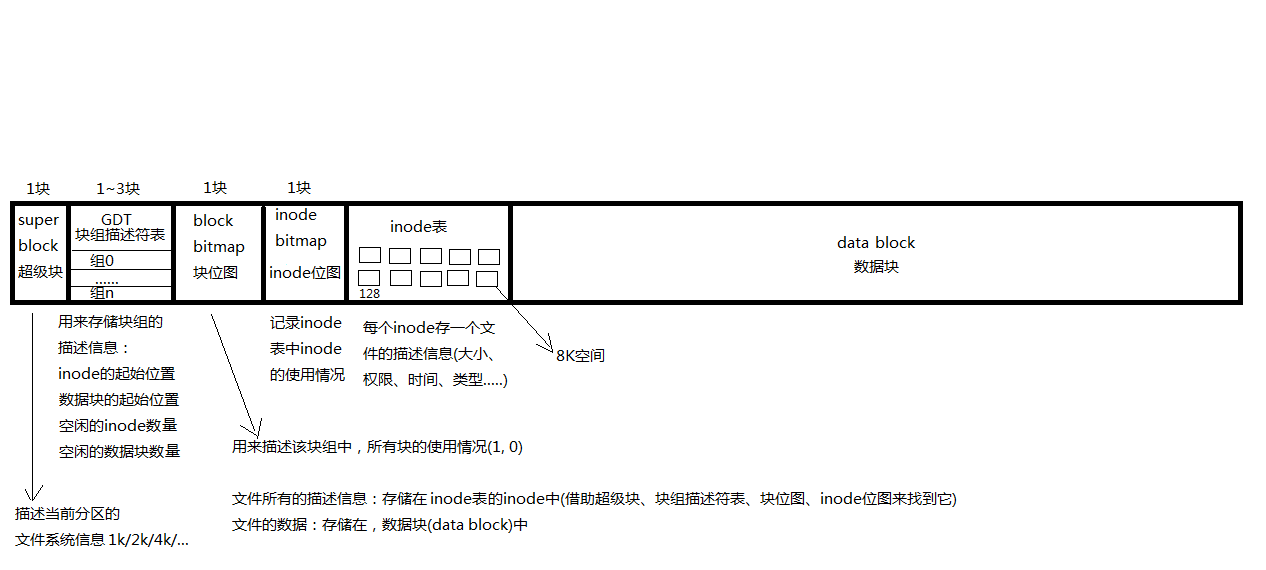 1块
1~3块
1块
1块
super
block
超级块
GDT
块组描述符表
组0
......
组n
block
bitmap
块位图
inode
bitmap
inode位图
inode表
128
data block
数据块
用来存储块组的
描述信息：
inode的起始位置
数据块的起始位置
空闲的inode数量
空闲的数据块数量
记录inode
表中inode
的使用情况
每个inode存一个文
件的描述信息(大小、
权限、时间、类型.....)
8K空间
用来描述该块组中，所有块的使用情况(1, 0)
文件所有的描述信息：存储在 inode表的inode中(借助超级块、块组描述符表、块位图、inode位图来找到它)
文件的数据：存储在，数据块(data block)中
描述当前分区的
文件系统信息 1k/2k/4k/...